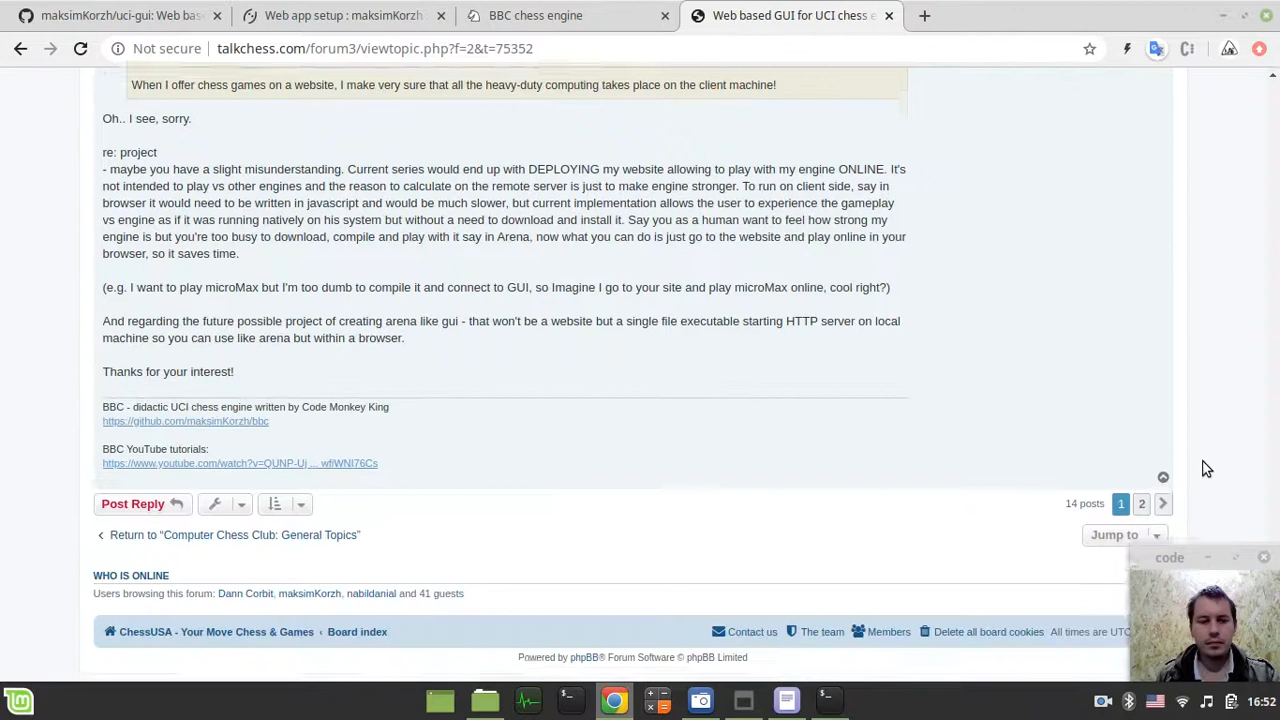 maksimKorzh/uci-gui: Web bas
Web app setup : maksimKorzh
BBC chess engine
Web based GUI for UCI chess e
Not secure
talkchess.com/forum3/viewtopic.php?f=2&t=75352
When I offer chess games on a website, I make very sure that all the heavy-duty computing takes place on the client machine!
Oh.. I see, sorry.
re: project
- maybe you have a slight misunderstanding. Current series would end up with DEPLOYING my website allowing to play with my engine ONLINE. It's
not intended to play vs other engines and the reason to calculate on the remote server is just to make engine stronger. To run on client side, say in
browser it would need to be written in javascript and would be much slower, but current implementation allows the user to experience the gameplay
vs engine as if it was running natively on his system but without a need to download and install it. Say you as a human want to feel how strong my
engine is but you're too busy to download, compile and play with it say in Arena, now what you can do is just go to the website and play online in your
browser, so it saves time.
(e.g. I want to play microMax but I'm too dumb to compile it and connect to GUI, so Imagine I go to your site and play microMax online, cool right?)
And regarding the future possible project of creating arena like gui - that won't be a website but a single file executable starting HTTP server on local
machine so you can use like arena but within a browser.
Thanks for your interest!
BBC - didactic UCI chess engine written by Code Monkey King
https://github.com/maksimKorzh/bbc
BBC YouTube tutorials:
https://www.youtube.com/watch?v=QUNP-Uj ... wfiWNI76Cs
Post Reply
14 posts 1 2
Return to “Computer Chess Club: General Topics”
Jump to
code
WHO IS ONLINE
Users browsing this forum: Dann Corbit, maksimKorzh, nabildanial and 41 guests
ChessUSA - Your Move Chess & Games ‹ Board index
Contact us The team Members Delete all board cookies All times are UTC
Powered by phpBB® Forum Software © phpBB Limited
16:52